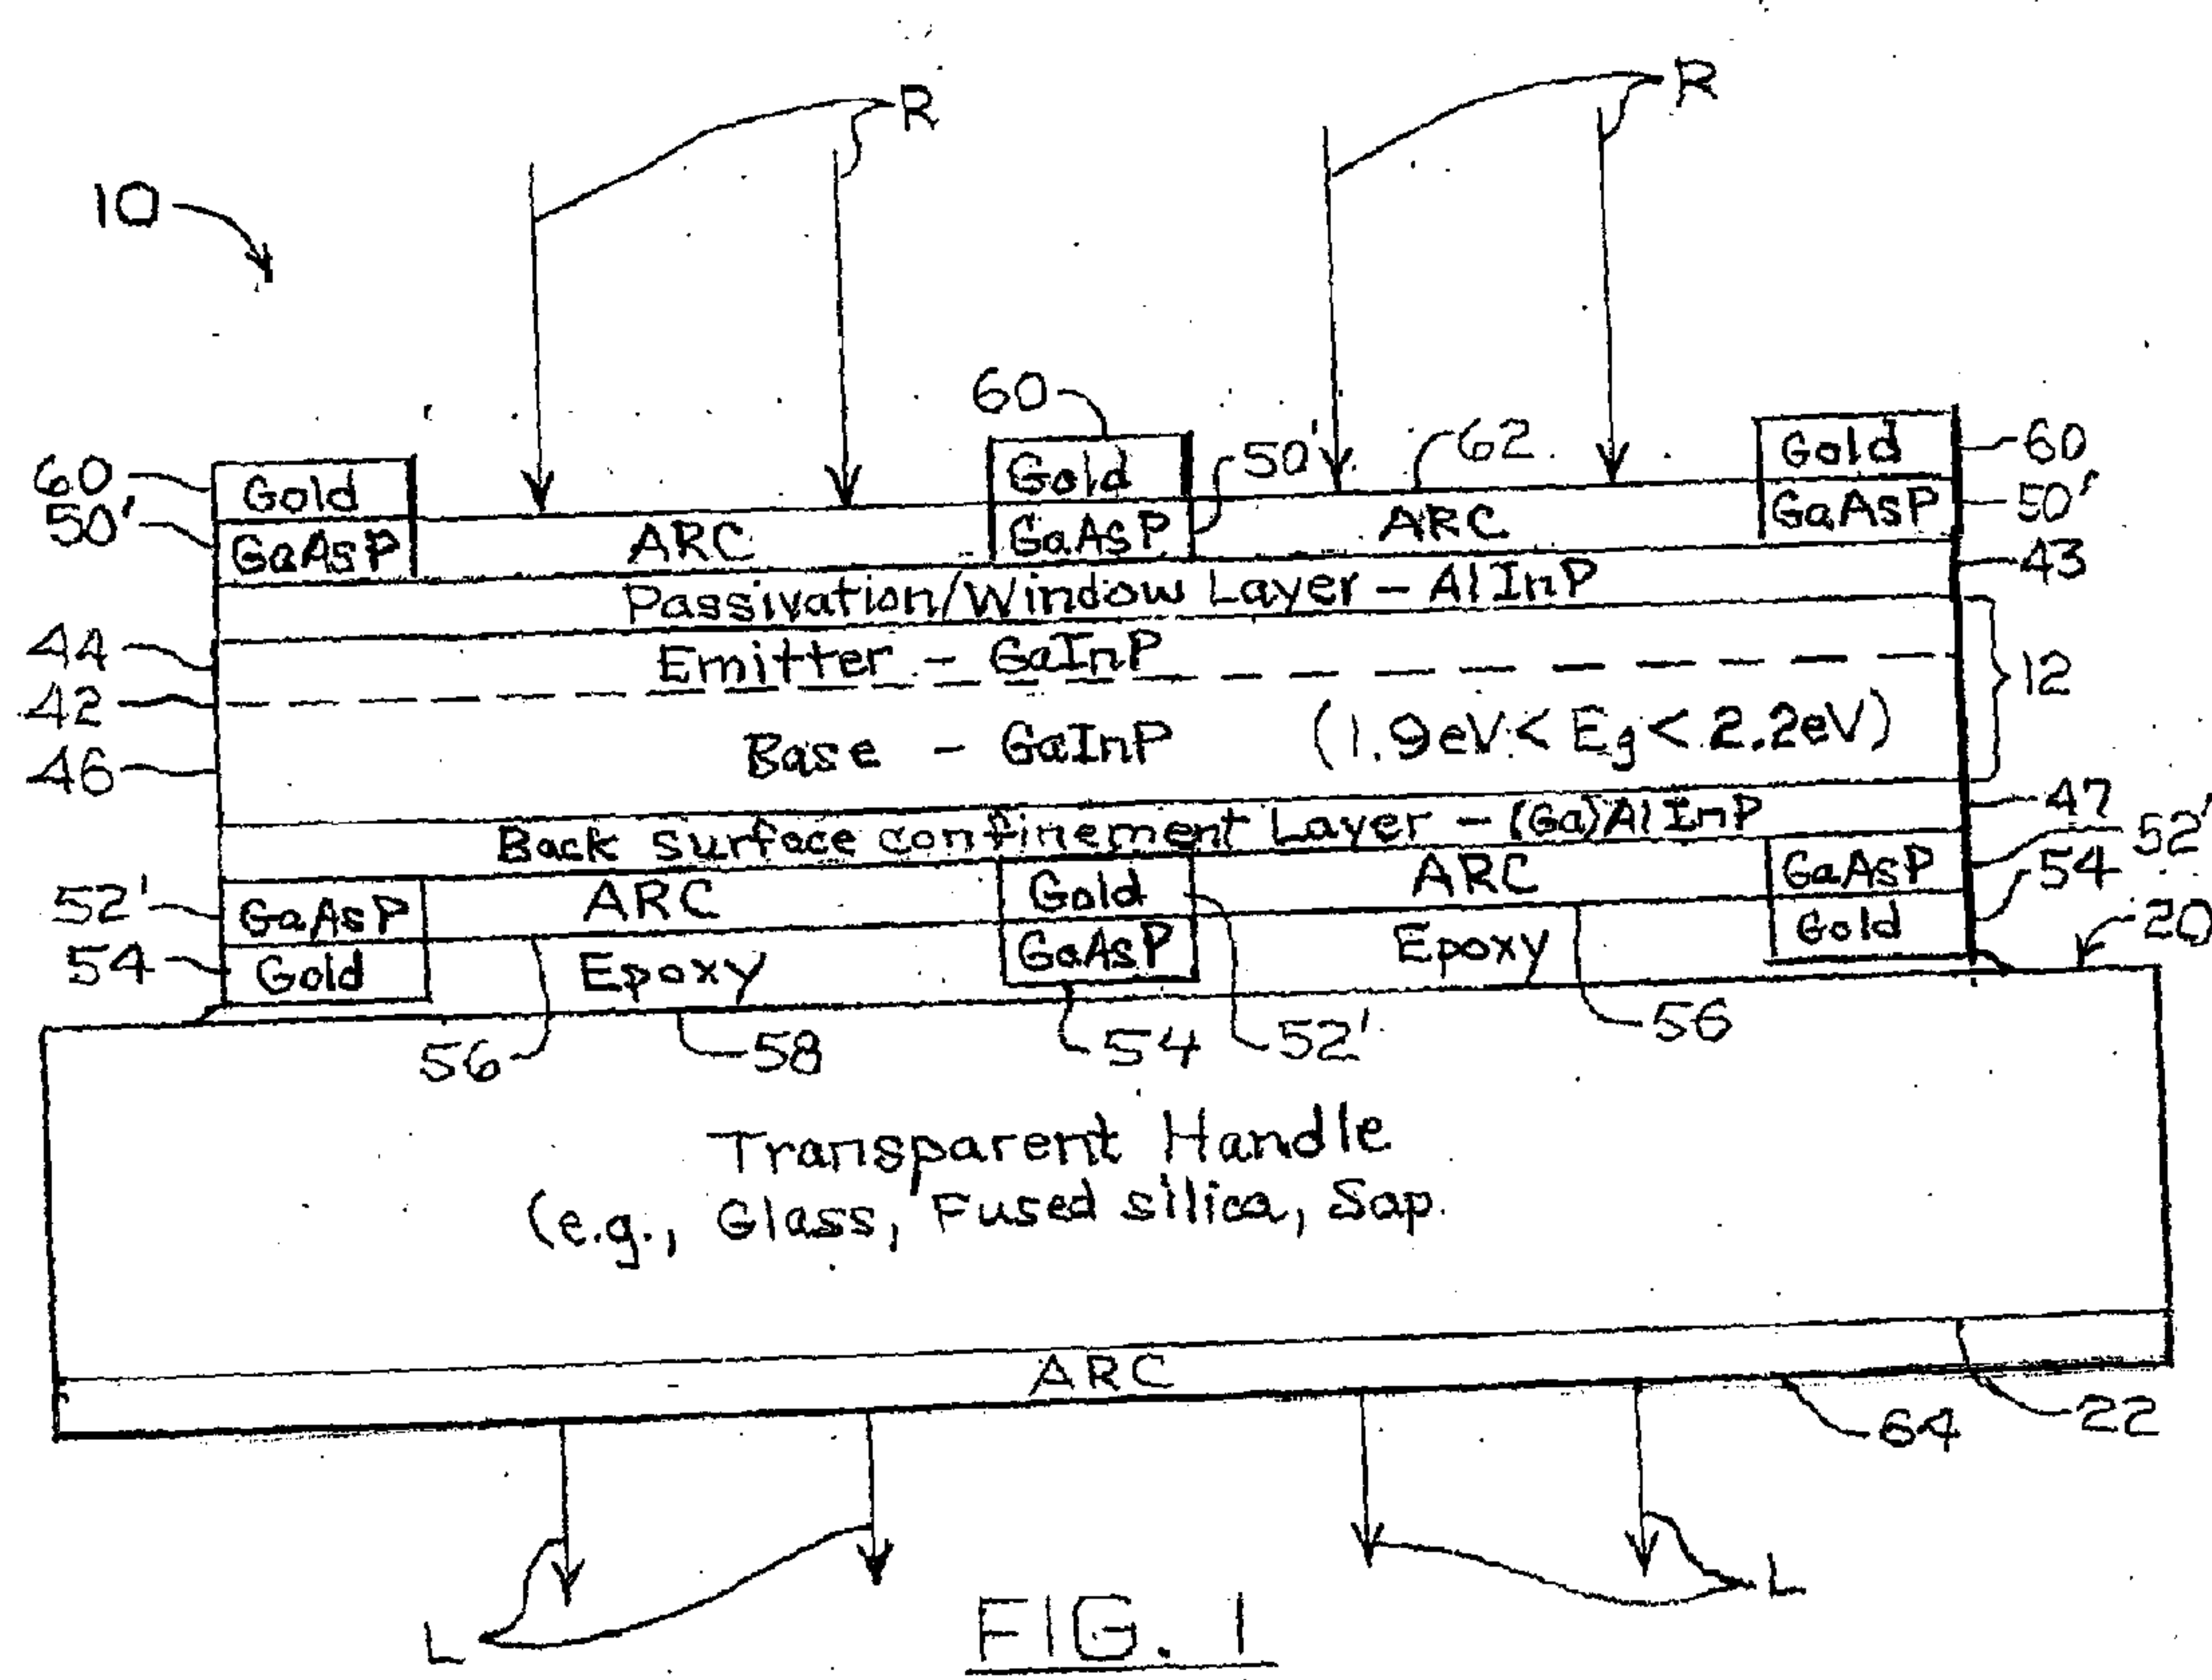 R
R
10
60
60
Gold
Gold
Gold
60
50'
50'
62
50'
GaAsP
ARC
GaAsP
ARC
GaAsP
43
Passivation/Window Layer - AlInP
44
Emitter - GaInP
42
12
46
Base - GaInP (1.9eV < Eg < 2.2eV)
47
Back surface confinement Layer - (Ga)AlInP
52'
52'
GaAsP
ARC
Gold
ARC
GaAsP
54
54
Gold
Epoxy
GaAsP
Epoxy
Gold
20
56
58
54
52'
56
Transparent Handle
(e.g., Glass, Fused silica, Sap.
ARC
64
22
L
L
FIG. 1